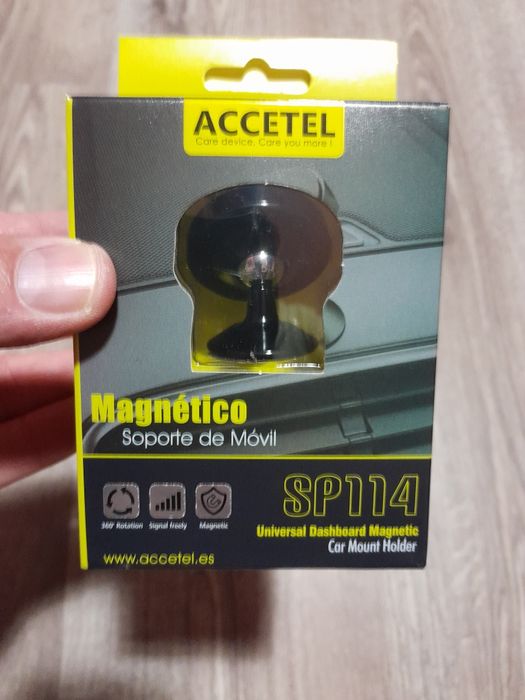 ACCETEL
Care device, Care you more !
Magnético
Soporte de Móvil
SP114
360° Rotation
Signal freely
Magnetic
Universal Dashboard Magnetic
Car Mount Holder
www.accetel.es